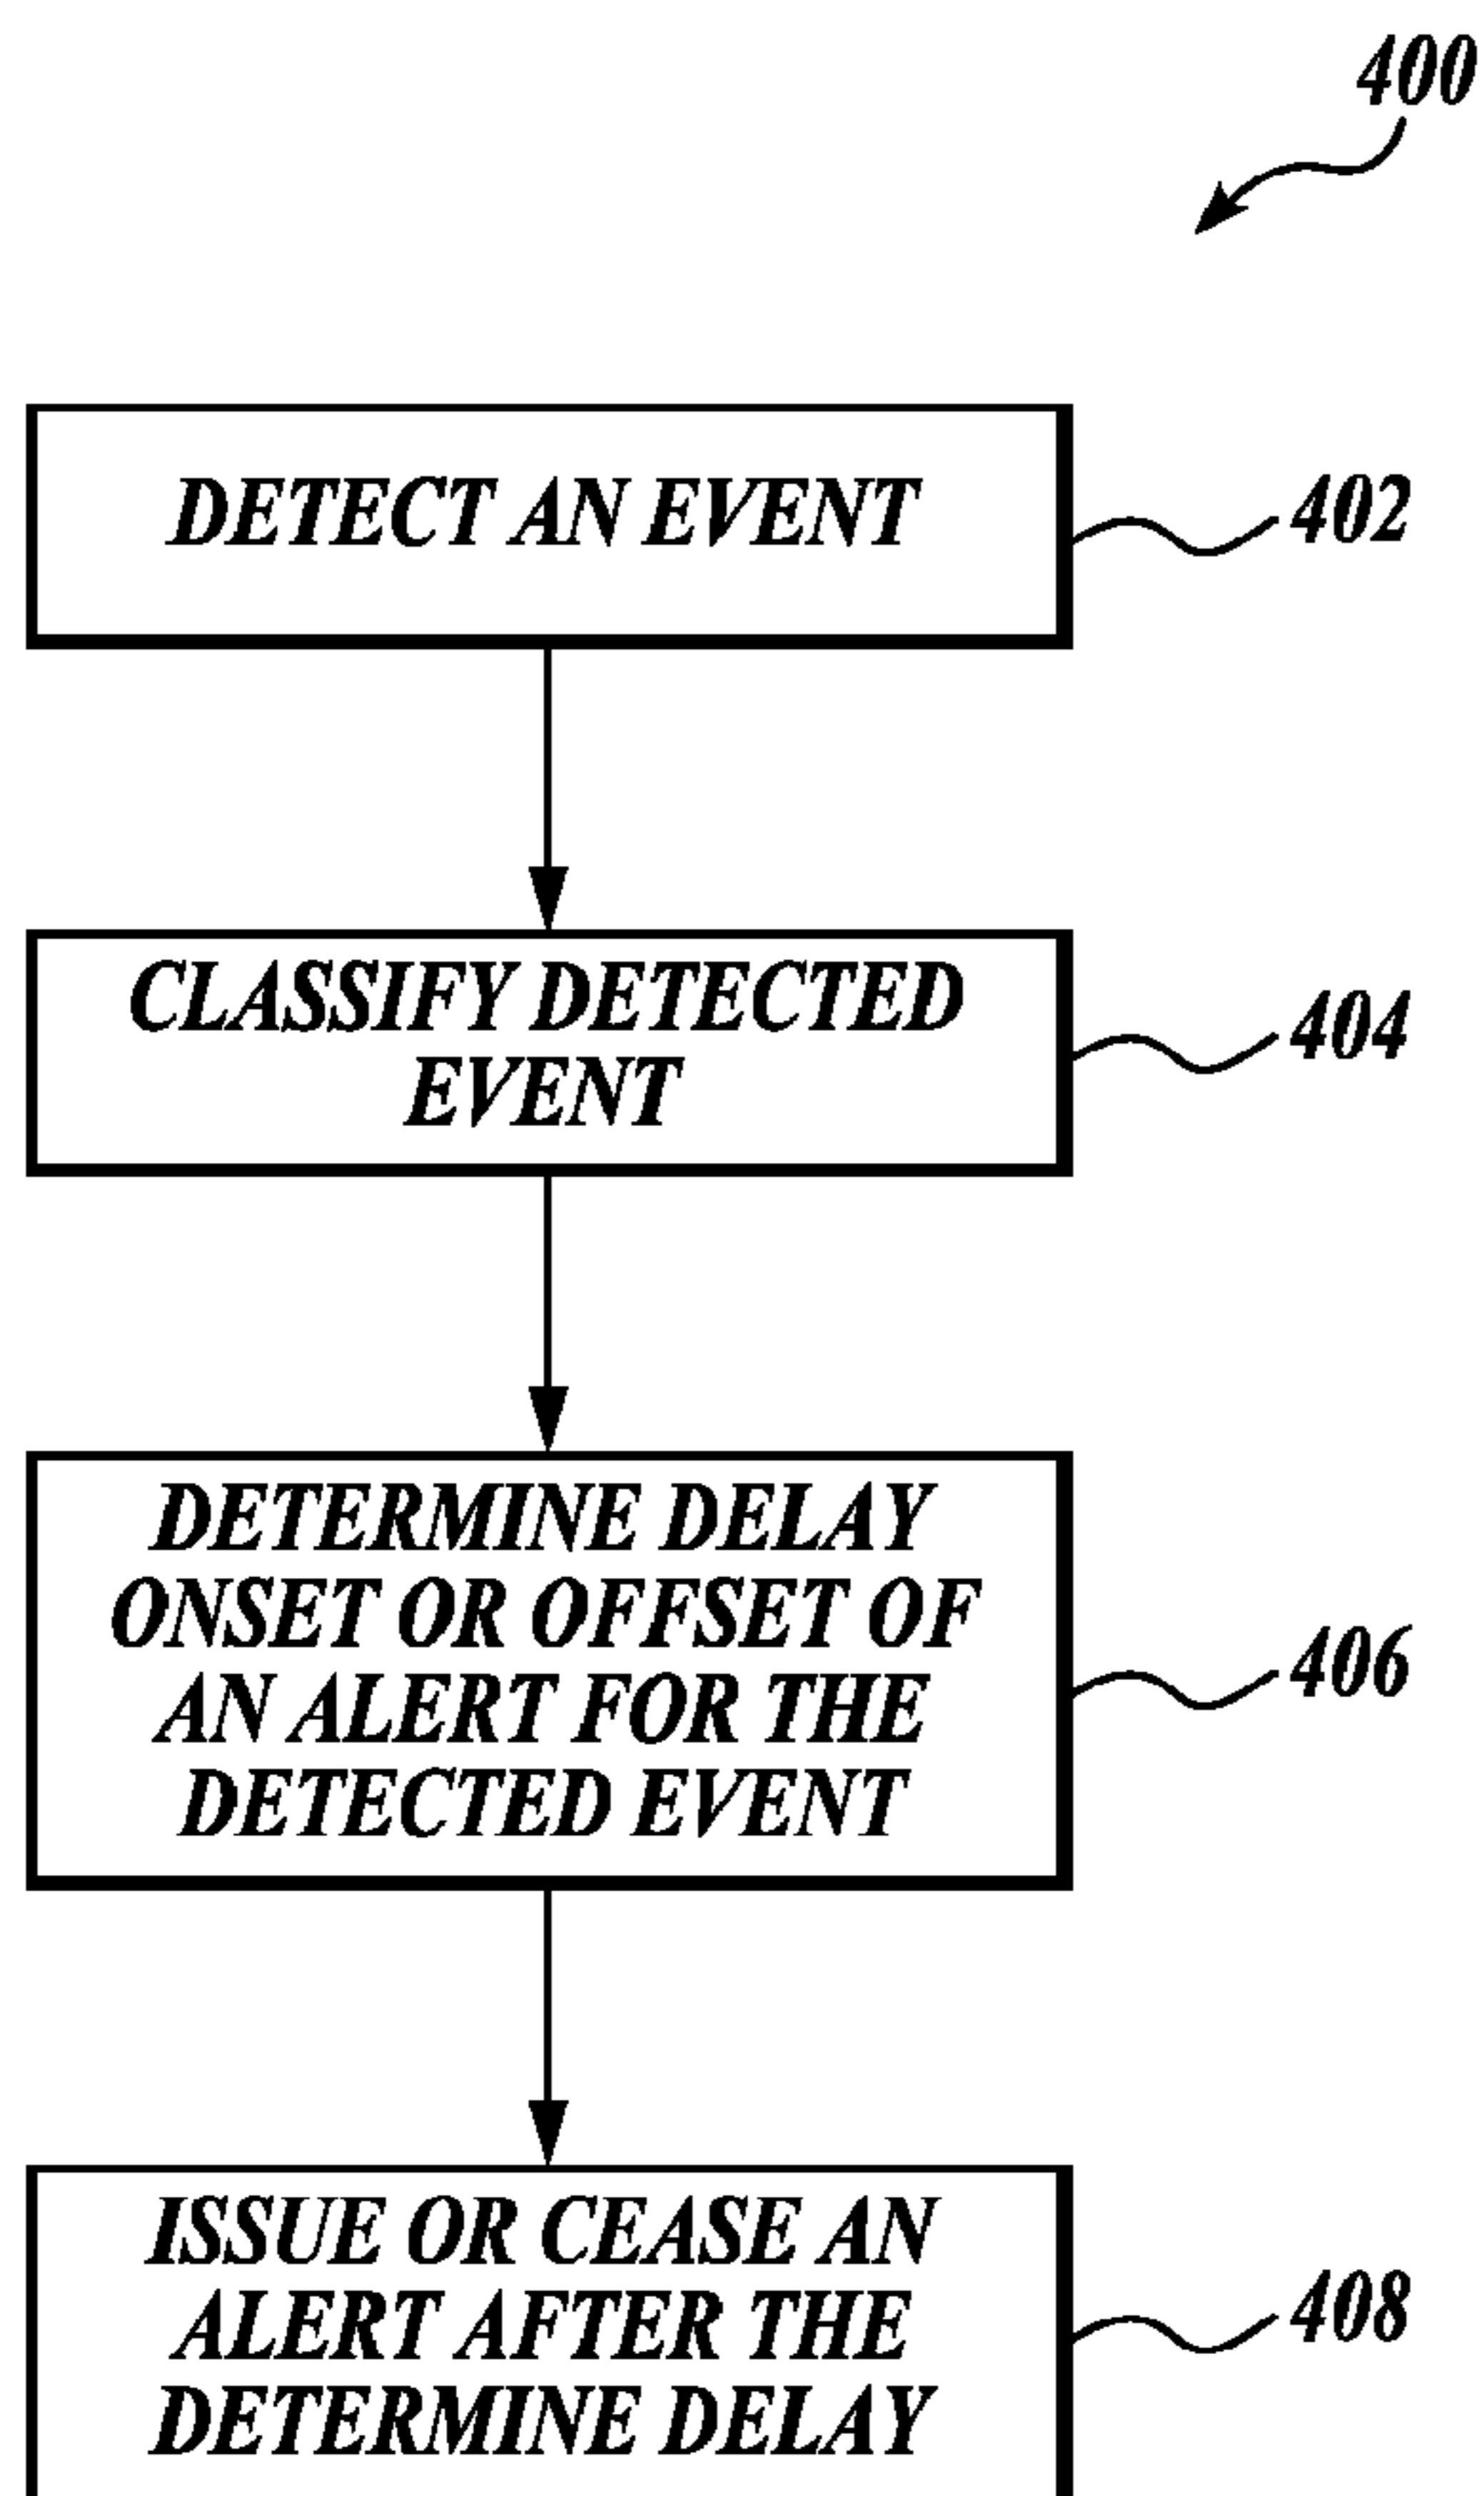 400
DETECT AN EVENT
402
CLASSIFY DETECTED
EVENT
404
DETERMINE DELAY
ONSET OR OFFSET OF
AN ALERT FOR THE
DETECTED EVENT
406
ISSUE OR CEASE AN
ALERT AFTER THE
DETERMINE DELAY
408